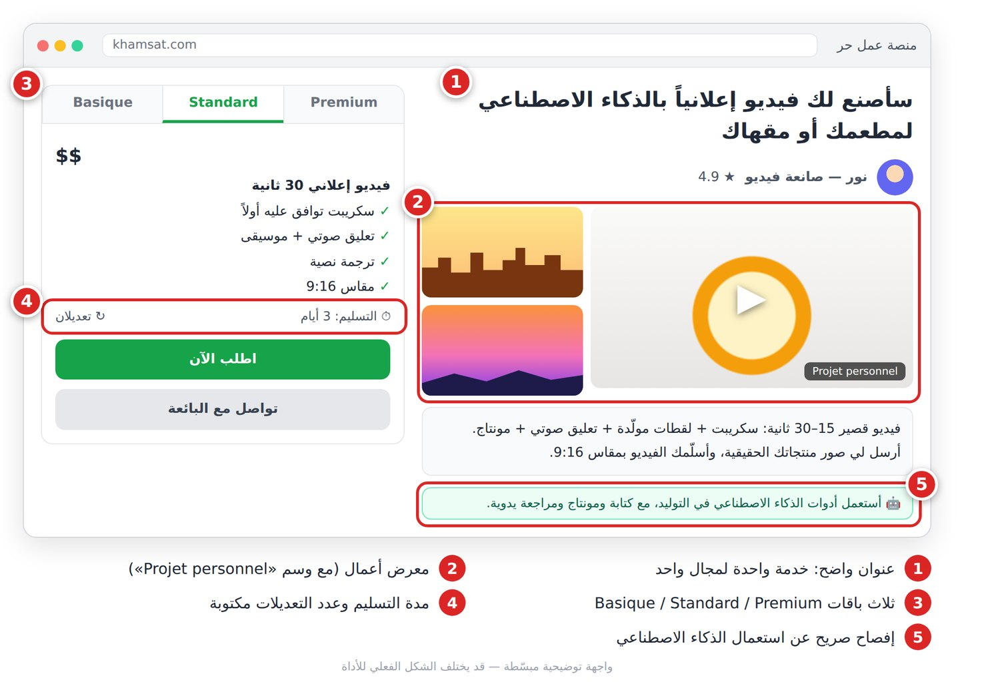 منصة عمل حر
khamsat.com
1
سأصنع لك فيديو إعلانياً بالذكاء الاصطناعي
لمطعمك أو مقهاك
نور — صانعة فيديو ★ 4.9
2
Projet personnel
فيديو قصير 15–30 ثانية: سكريبت + لقطات مولّدة + تعليق صوتي + مونتاج.
أرسل لي صور منتجاتك الحقيقية، وأسلّمك الفيديو بمقاس 9:16.
5
🤖 أستعمل أدوات الذكاء الاصطناعي في التوليد، مع كتابة ومونتاج ومراجعة يدوية.
3
Basique
Standard
Premium
$$
فيديو إعلاني 30 ثانية
✓ سكريبت توافق عليه أولاً
✓ تعليق صوتي + موسيقى
✓ ترجمة نصية
✓ مقاس 9:16
4
⏱ التسليم: 3 أيام
↻ تعديلان
اطلب الآن
تواصل مع البائعة
1 عنوان واضح: خدمة واحدة لمجال واحد
2 معرض أعمال (مع وسم «Projet personnel»)
3 ثلاث باقات Basique / Standard / Premium
4 مدة التسليم وعدد التعديلات مكتوبة
5 إفصاح صريح عن استعمال الذكاء الاصطناعي
واجهة توضيحية مبسّطة — قد يختلف الشكل الفعلي للأداة